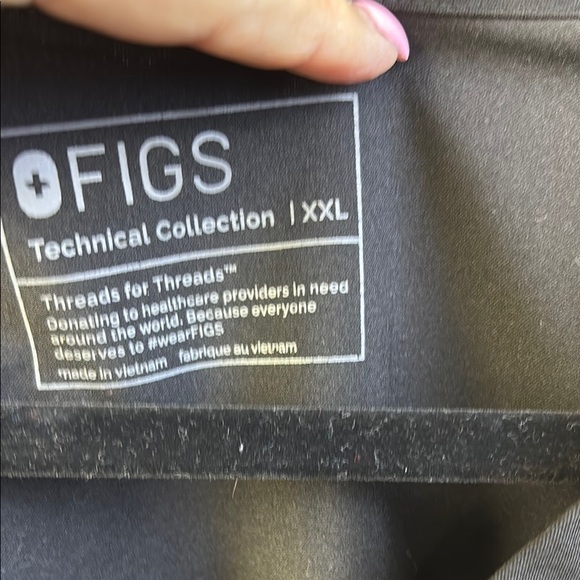 FIGS
Technical Collection | XXL
Threads for Threads™
Donating to healthcare providers in need
around the world. Because everyone
deserves to #wearFIGS
made in vietnam fabriqué au vietnam